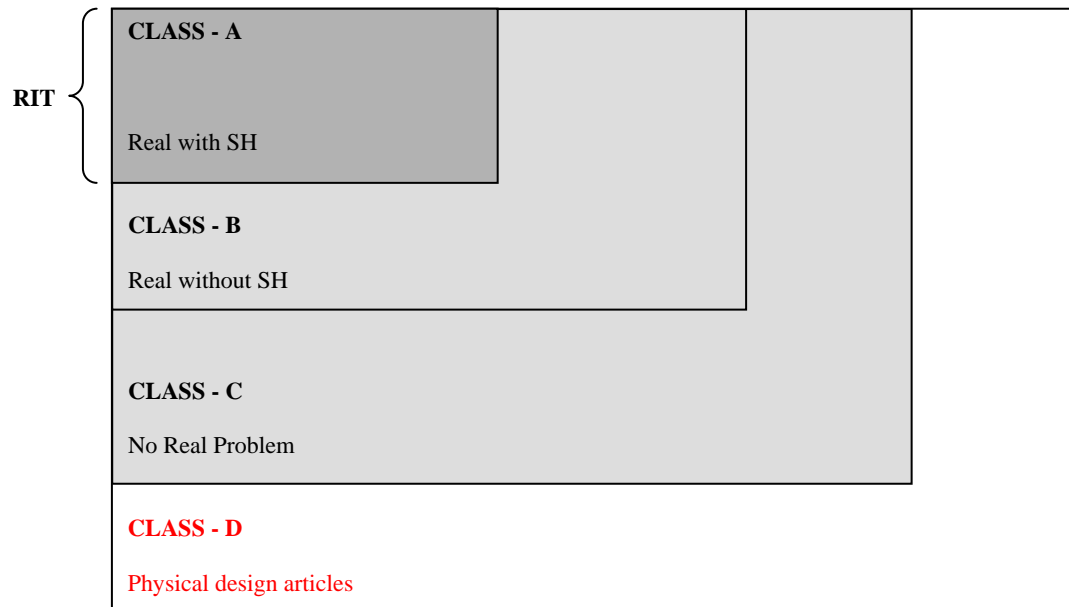 CLASS - A
RIT
Real with SH
CLASS - B
Real without SH
CLASS - C
No Real Problem
CLASS - D
Physical design articles